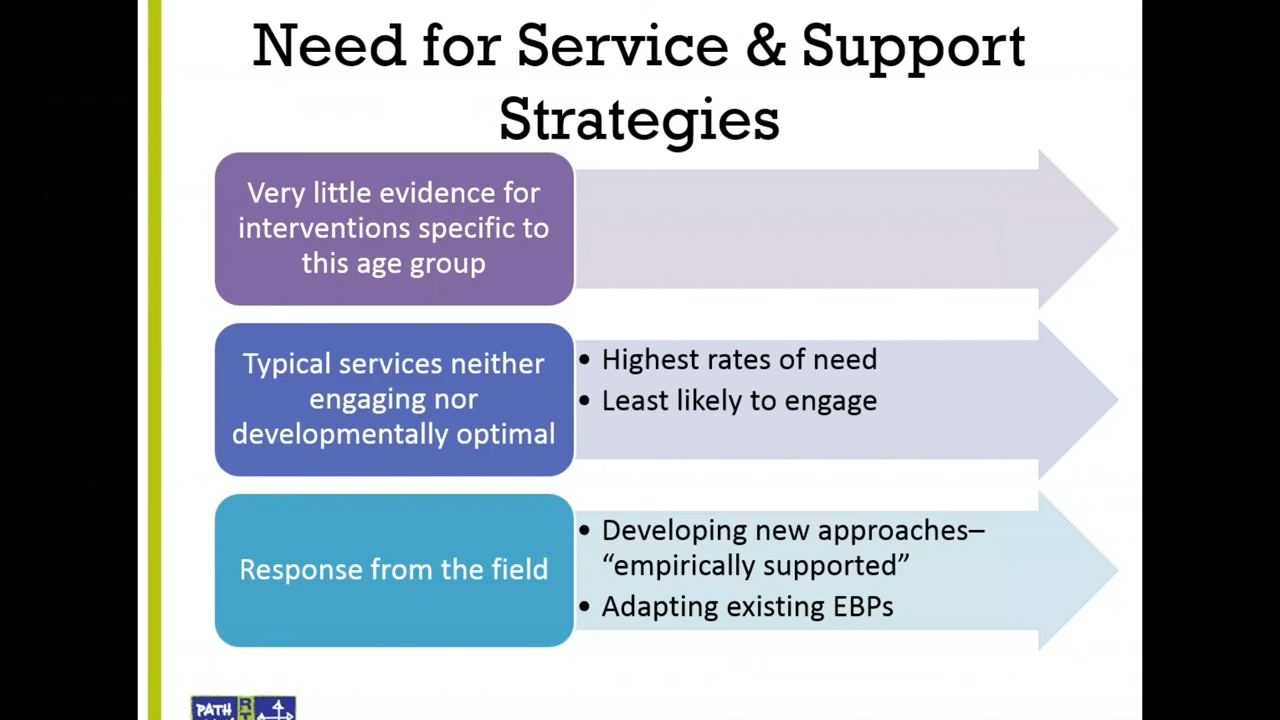 Need for Service & Support
Strategies
Very little evidence for
interventions specific to
this age group
Typical services neither
engaging nor
developmentally optimal
• Highest rates of need
• Least likely to engage
Response from the field
• Developing new approaches–
“empirically supported”
• Adapting existing EBPs
PATH